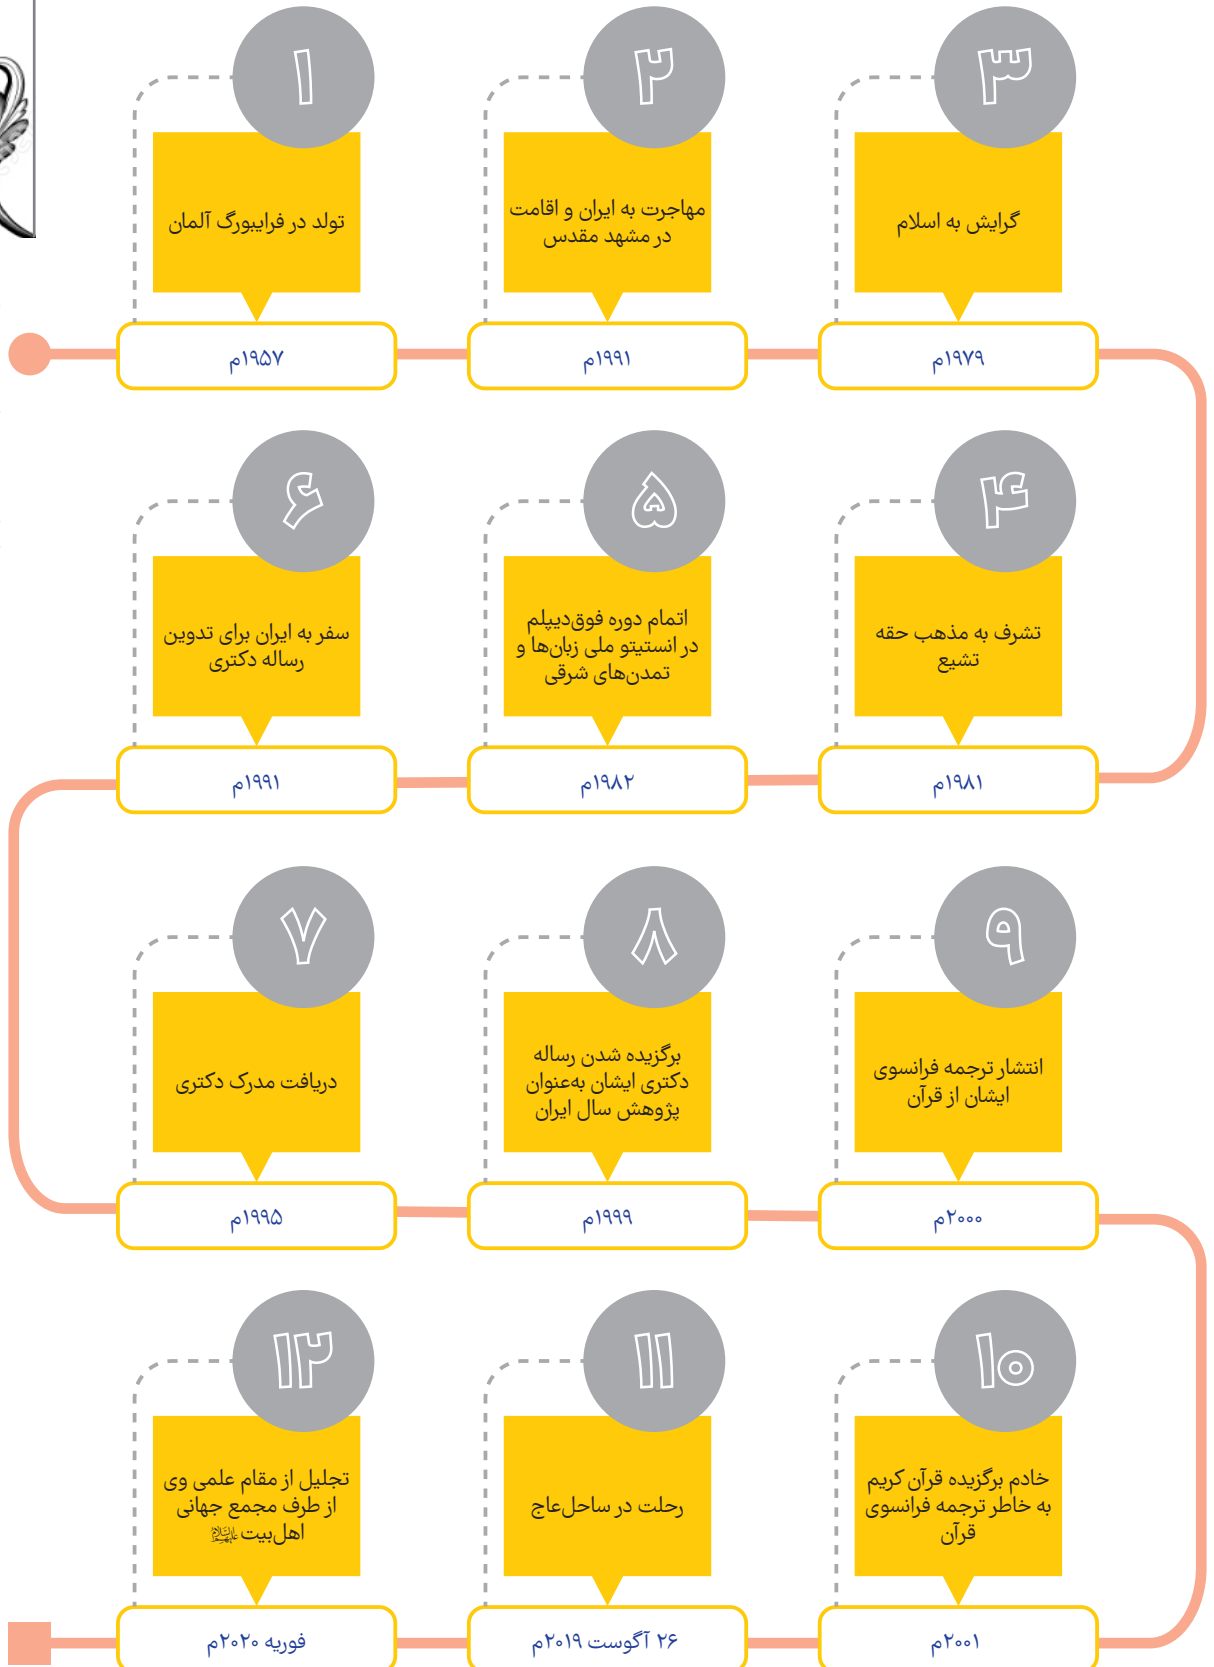 ۱
تولد در فرایبورگ آلمان
۱۹۵۷م
۲
مهاجرت به ایران و اقامت
در مشهد مقدس
۱۹۹۱م
۳
گرایش به اسلام
۱۹۷۹م
۴
تشرف به مذهب حقه
تشیع
۱۹۸۱م
۵
اتمام دوره فوق‌دیپلم
در انستیتو ملی زبان‌ها و
تمدن‌های شرقی
۱۹۸۲م
۶
سفر به ایران برای تدوین
رساله دکتری
۱۹۹۱م
۷
دریافت مدرک دکتری
۱۹۹۵م
۸
برگزیده شدن رساله
دکتری ایشان به‌عنوان
پژوهش سال ایران
۱۹۹۹م
۹
انتشار ترجمه فرانسوی
ایشان از قرآن
۲۰۰۰م
۱۰
خادم برگزیده قرآن کریم
به خاطر ترجمه فرانسوی
قرآن
۲۰۰۱م
۱۱
رحلت در ساحل‌عاج
۲۶ آگوست ۲۰۱۹م
۱۲
تجلیل از مقام علمی وی
از طرف مجمع جهانی
اهل‌بیت علیهم‌السلام
فوریه ۲۰۲۰م